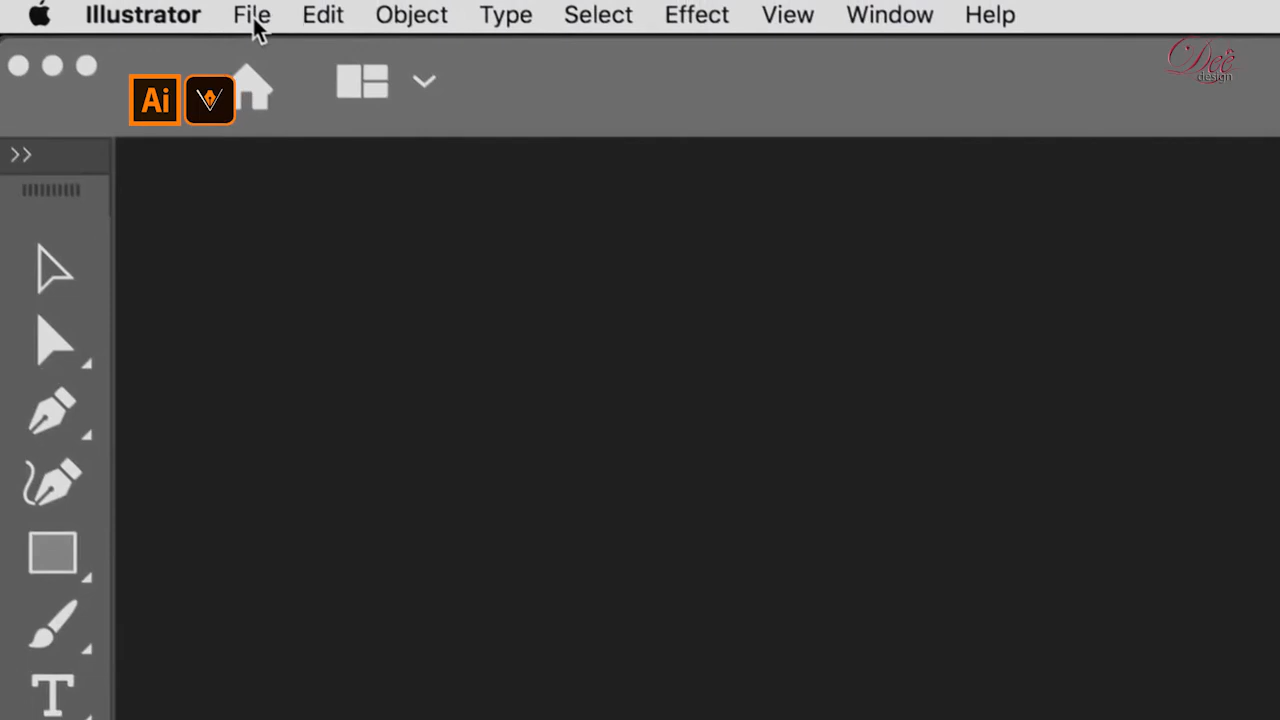 Illustrator File Edit Object Type Select Effect View Window Help
Dee
design
Ai
T